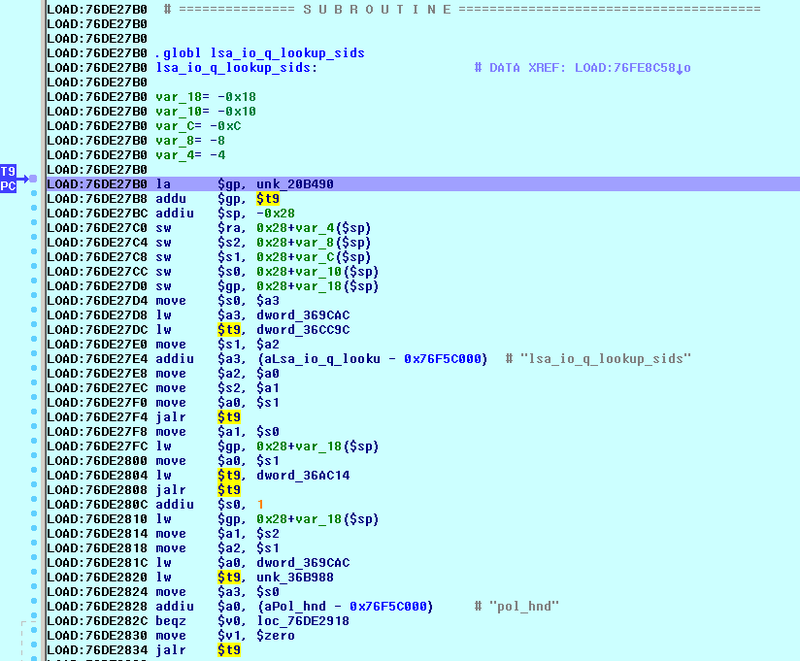 LOAD:76DE27B0 # =============== S U B R O U T I N E =======================================
LOAD:76DE27B0
LOAD:76DE27B0
LOAD:76DE27B0 .globl lsa_io_q_lookup_sids
LOAD:76DE27B0 lsa_io_q_lookup_sids: # DATA XREF: LOAD:76FE8C58↓o
LOAD:76DE27B0
LOAD:76DE27B0 var_18= -0x18
LOAD:76DE27B0 var_10= -0x10
LOAD:76DE27B0 var_C= -0xC
LOAD:76DE27B0 var_8= -8
LOAD:76DE27B0 var_4= -4
LOAD:76DE27B0
T9
PC
LOAD:76DE27B0 la $gp, unk_20B490
LOAD:76DE27B8 addu $gp, $t9
LOAD:76DE27BC addiu $sp, -0x28
LOAD:76DE27C0 sw $ra, 0x28+var_4($sp)
LOAD:76DE27C4 sw $s2, 0x28+var_8($sp)
LOAD:76DE27C8 sw $s1, 0x28+var_C($sp)
LOAD:76DE27CC sw $s0, 0x28+var_10($sp)
LOAD:76DE27D0 sw $gp, 0x28+var_18($sp)
LOAD:76DE27D4 move $s0, $a3
LOAD:76DE27D8 lw $a3, dword_369CAC
LOAD:76DE27DC lw $t9, dword_36CC9C
LOAD:76DE27E0 move $s1, $a2
LOAD:76DE27E4 addiu $a3, (aLsa_io_q_looku - 0x76F5C000) # "lsa_io_q_lookup_sids"
LOAD:76DE27E8 move $a2, $a0
LOAD:76DE27EC move $s2, $a1
LOAD:76DE27F0 move $a0, $s1
LOAD:76DE27F4 jalr $t9
LOAD:76DE27F8 move $a1, $s0
LOAD:76DE27FC lw $gp, 0x28+var_18($sp)
LOAD:76DE2800 move $a0, $s1
LOAD:76DE2804 lw $t9, dword_36AC14
LOAD:76DE2808 jalr $t9
LOAD:76DE280C addiu $s0, 1
LOAD:76DE2810 lw $gp, 0x28+var_18($sp)
LOAD:76DE2814 move $a1, $s2
LOAD:76DE2818 move $a2, $s1
LOAD:76DE281C lw $a0, dword_369CAC
LOAD:76DE2820 lw $t9, unk_36B988
LOAD:76DE2824 move $a3, $s0
LOAD:76DE2828 addiu $a0, (aPol_hnd - 0x76F5C000) # "pol_hnd"
LOAD:76DE282C beqz $v0, loc_76DE2918
LOAD:76DE2830 move $v1, $zero
LOAD:76DE2834 jalr $t9